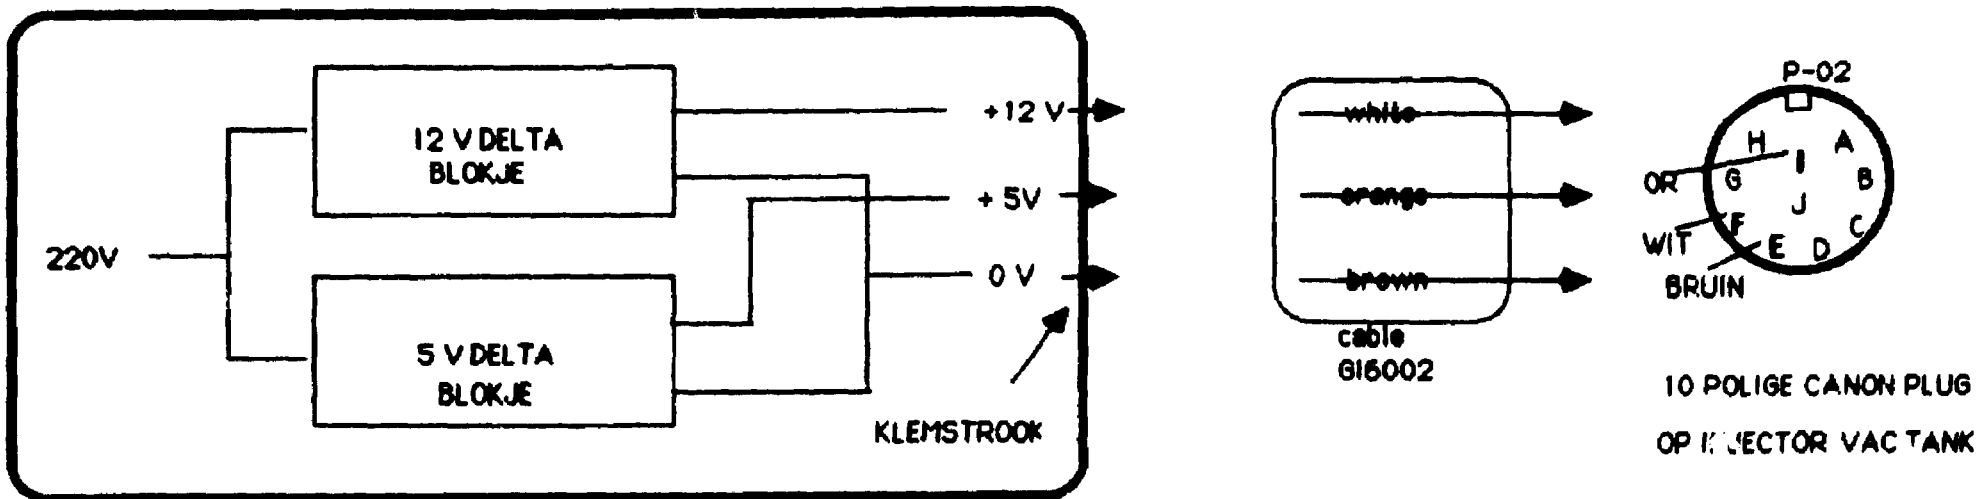 12 V DELTA
BLOKJE
220V
5 V DELTA
BLOKJE
+12 V
+ 5V
0 V
KLEMSTROOK
white
orange
brown
cable
GI6002
P-02
H
A
I
G
B
J
F
C
E
D
OR
WIT
BRUIN
10 POLIGE CANON PLUG
OP VAC TANK